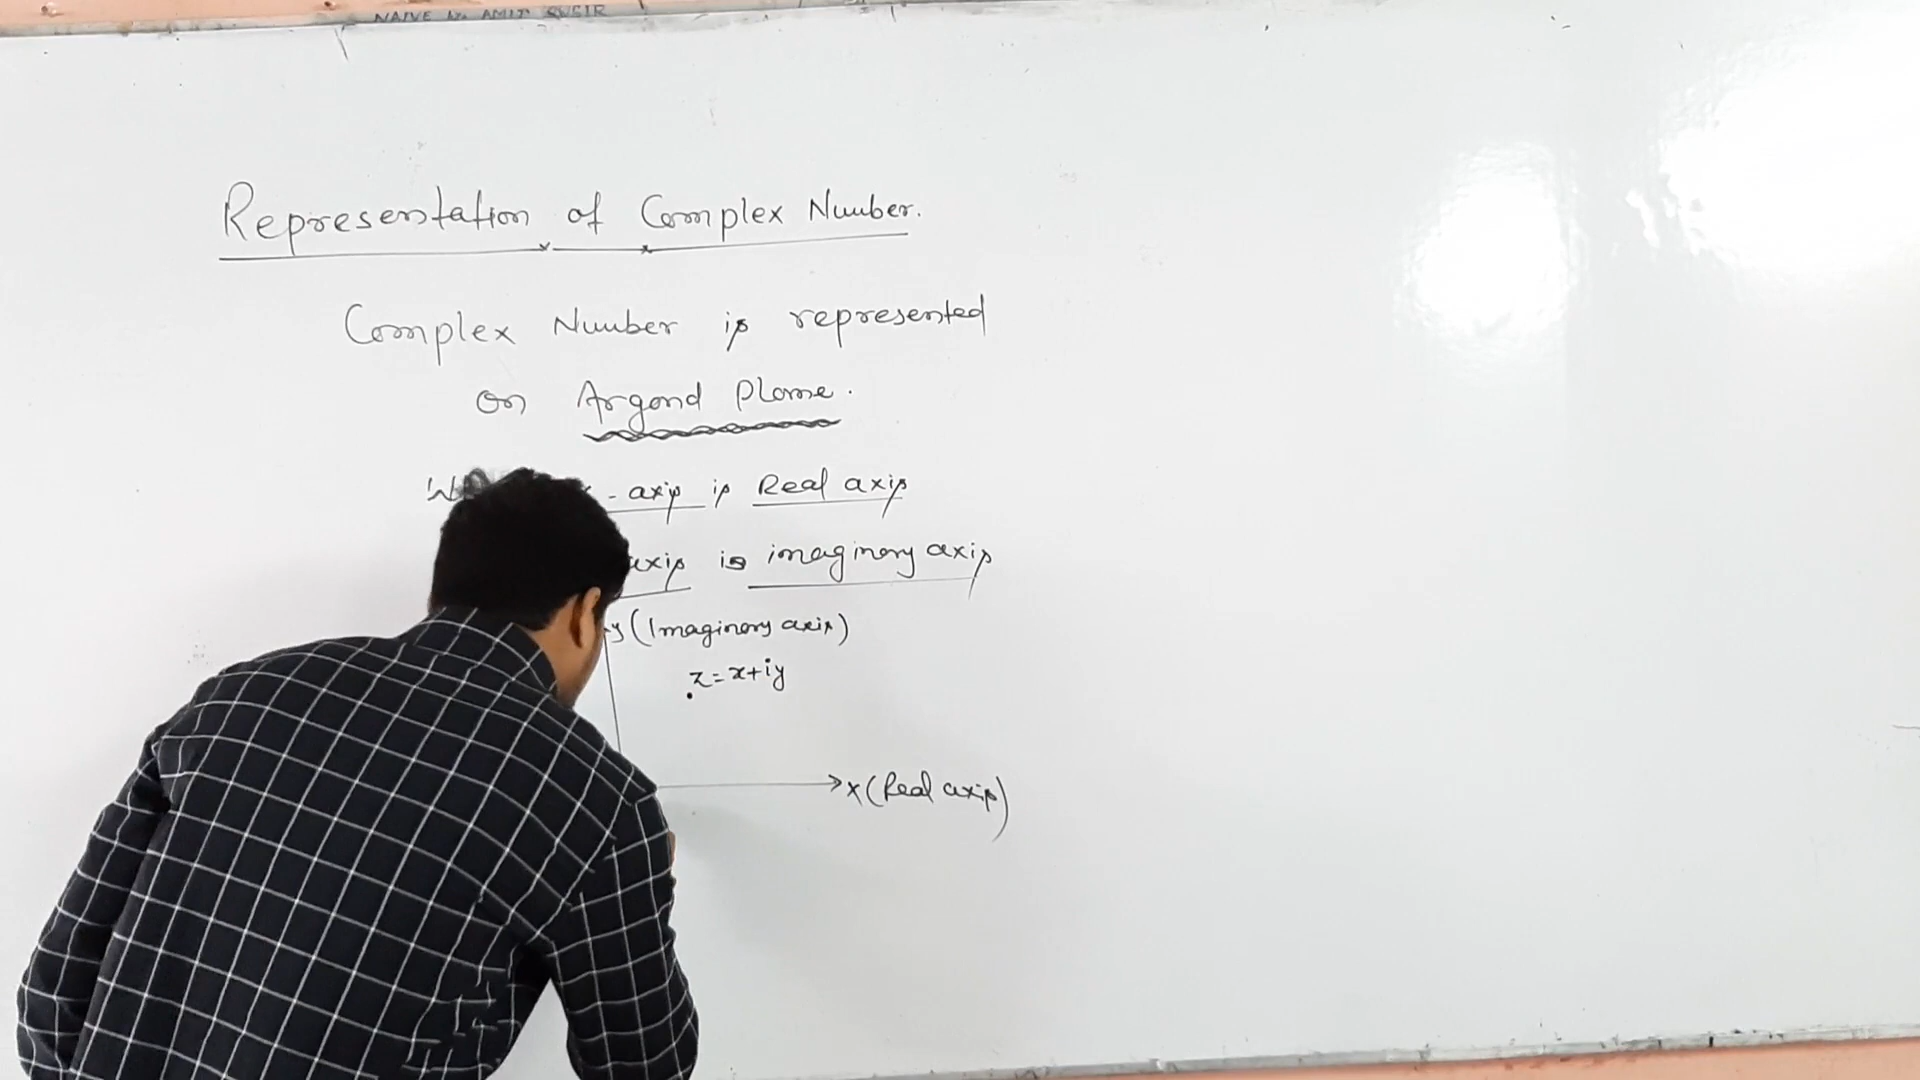 Representation of Complex Number.
Complex Number is represented
on Argand Plane.
x-axis is Real axis
axis is imaginary axis
y (Imaginary axis)
z = x+iy
x (Real axis)